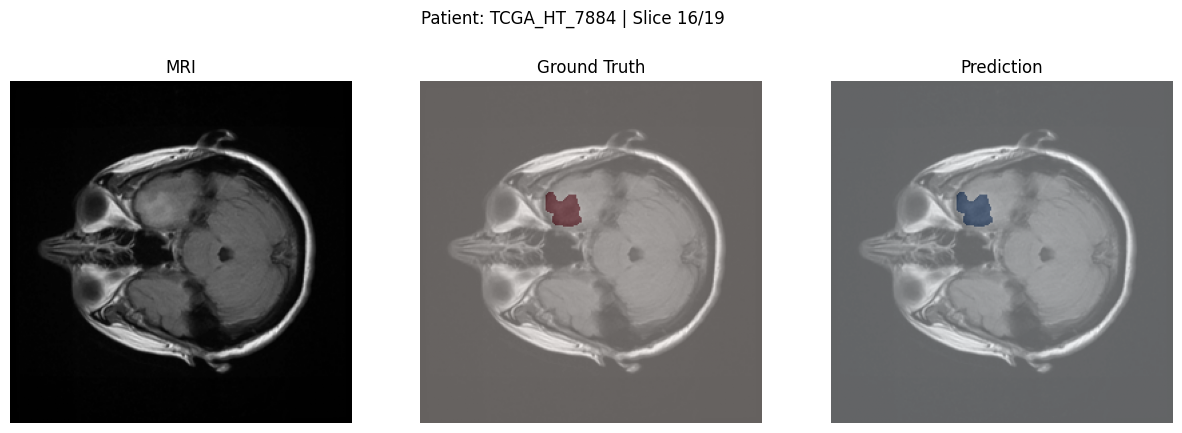 Patient: TCGA_HT_7884 | Slice 16/19
MRI
Ground Truth
Prediction